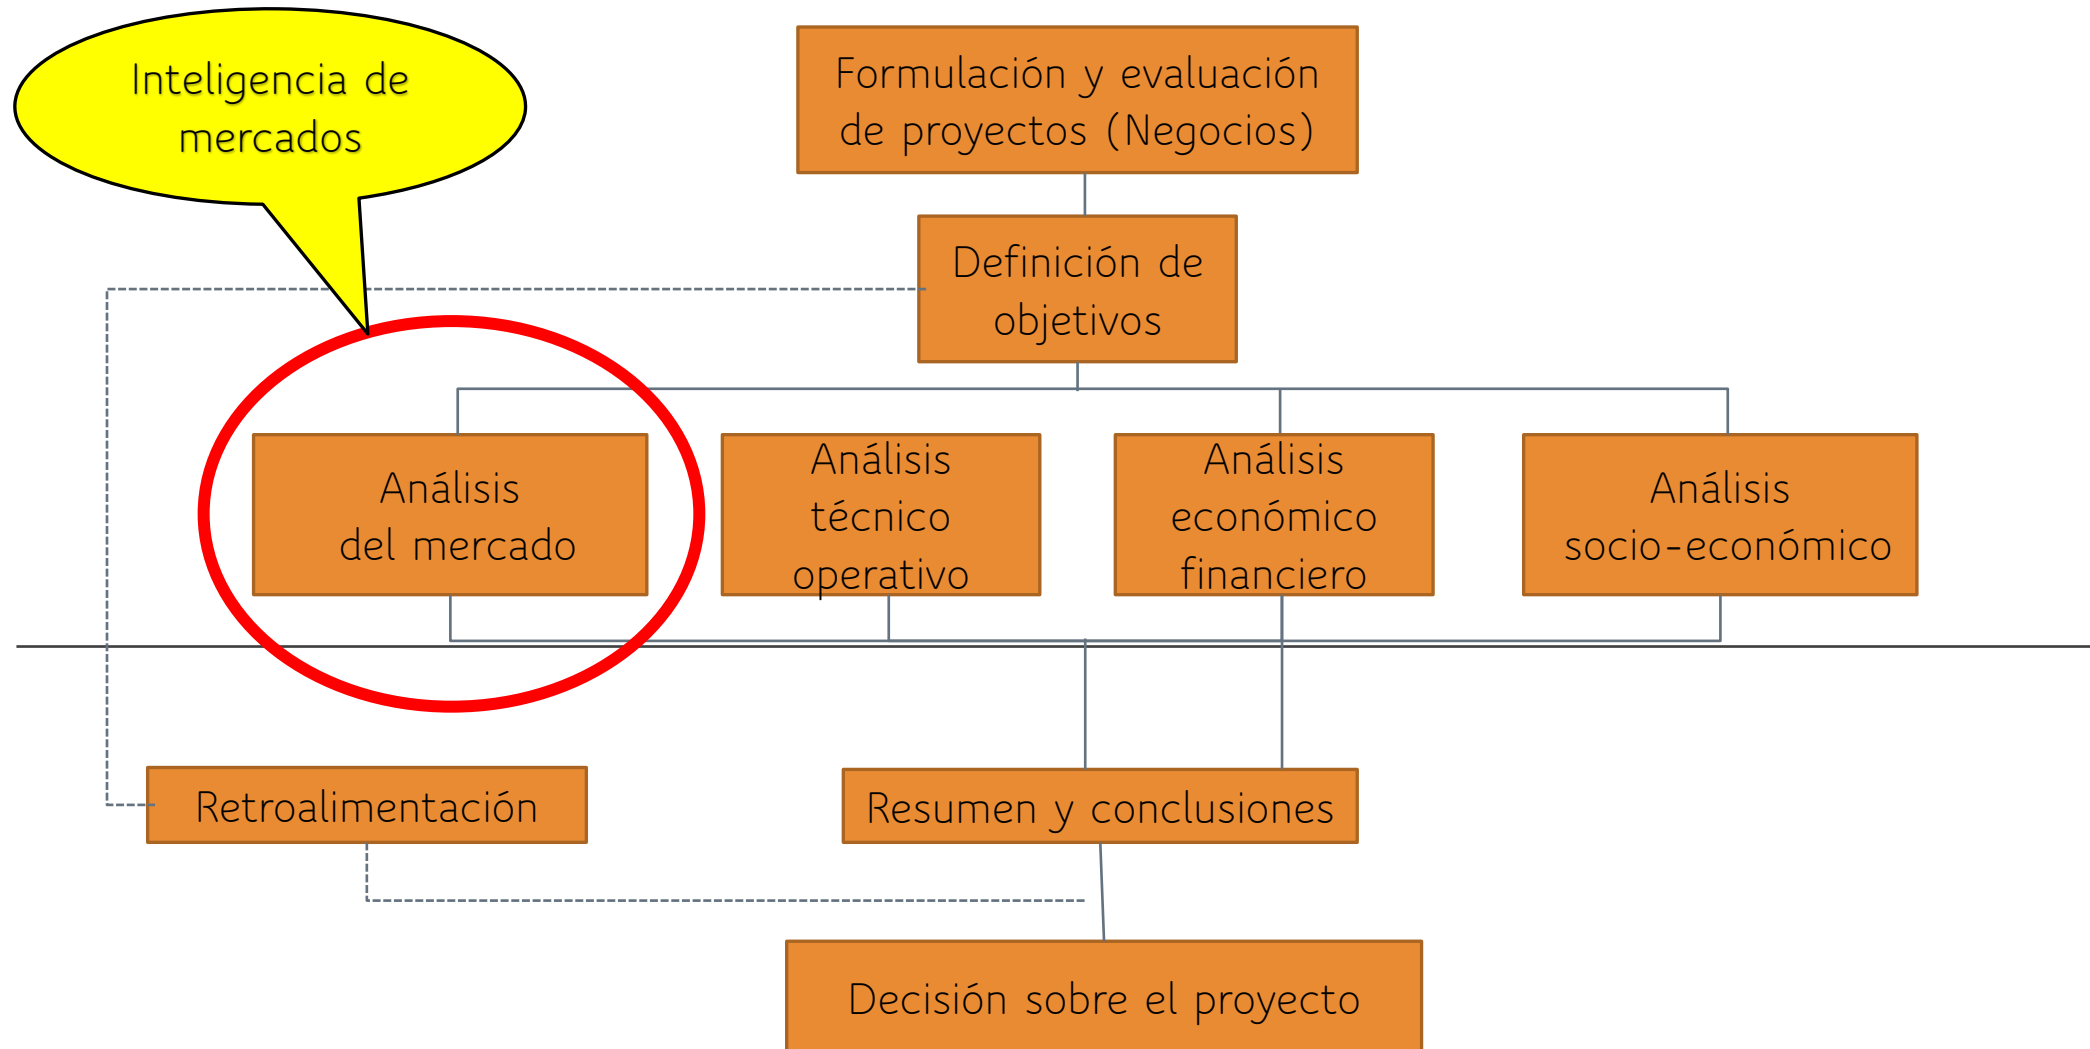 Inteligencia de
mercados
Formulación y evaluación
de proyectos (Negocios)
Definición de
objetivos
Análisis
del mercado
Análisis
técnico
operativo
Análisis
económico
financiero
Análisis
socio-económico
Retroalimentación
Resumen y conclusiones
Decisión sobre el proyecto